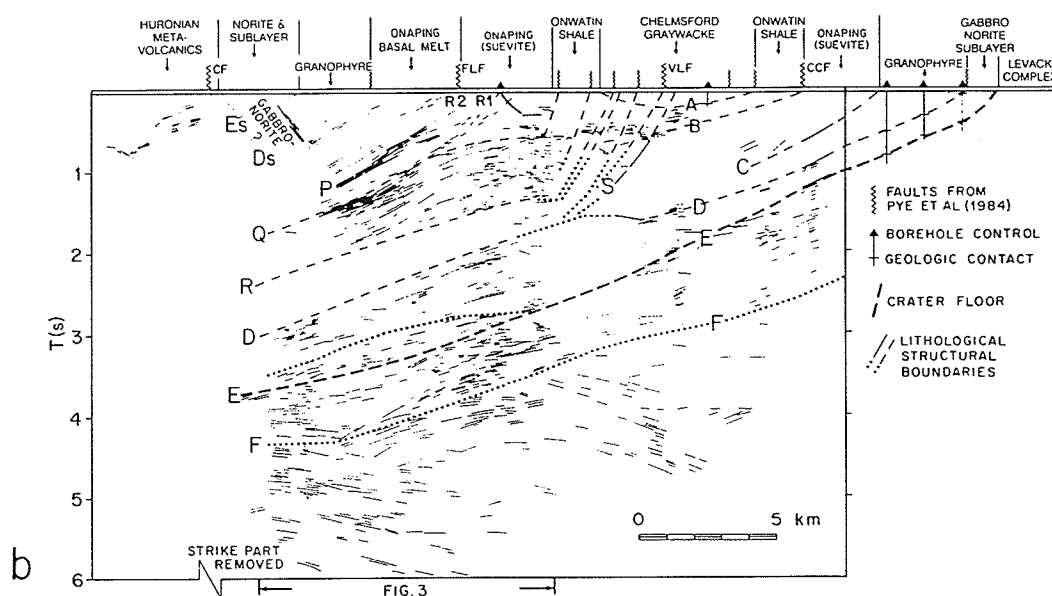 HURONIAN
META-
VOLCANICS
NORITE &
SUBLAYER
GRANOPHYRE
ONAPING
BASAL MELT
ONAPING
(SUEVITE)
ONWATIN
SHALE
CHELMSFORD
GRAYWACKE
ONWATIN
SHALE
ONAPING
(SUEVITE)
GRANOPHYRE
GABBRO
NORITE
SUBLAYER
LEVACK
COMPLEX
CF
FLF
VLF
CCF
R2 R1
A
B
Es
?
Ds
GABBRO-
NORITE
P
Q
R
D
E
F
S
C
D
E
F
1
2
3
4
5
6
T(s)
FAULTS FROM
PYE ET AL (1984)
BOREHOLE CONTROL
GEOLOGIC CONTACT
CRATER FLOOR
LITHOLOGICAL
STRUCTURAL
BOUNDARIES
0 5 km
b
STRIKE PART
REMOVED
FIG. 3